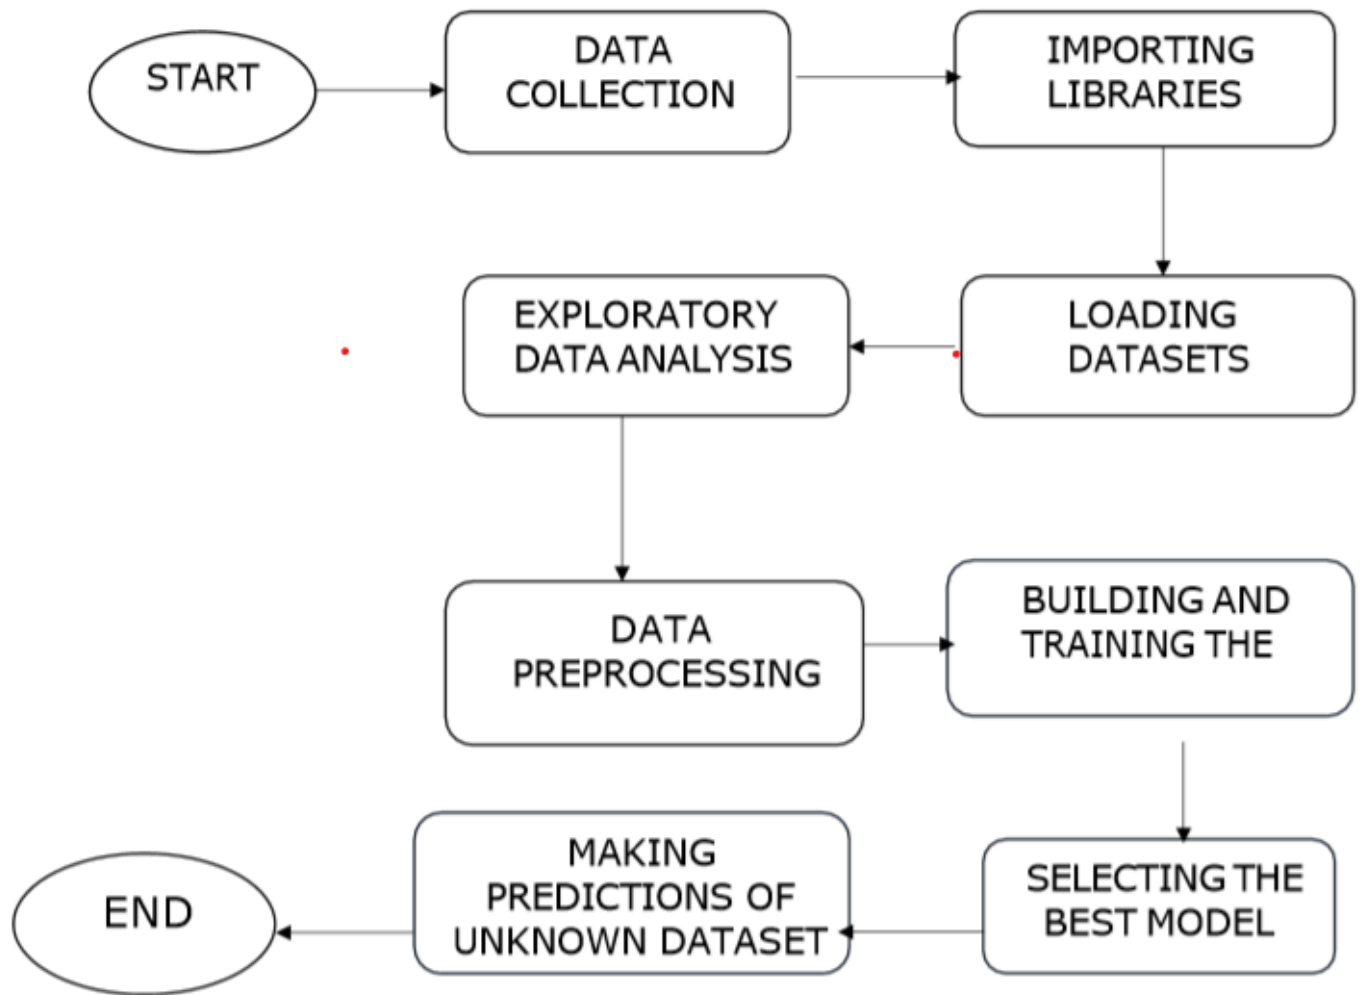 START
DATA
COLLECTION
IMPORTING
LIBRARIES
LOADING
DATASETS
EXPLORATORY
DATA ANALYSIS
DATA
PREPROCESSING
BUILDING AND
TRAINING THE
SELECTING THE
BEST MODEL
MAKING
PREDICTIONS OF
UNKNOWN DATASET
END